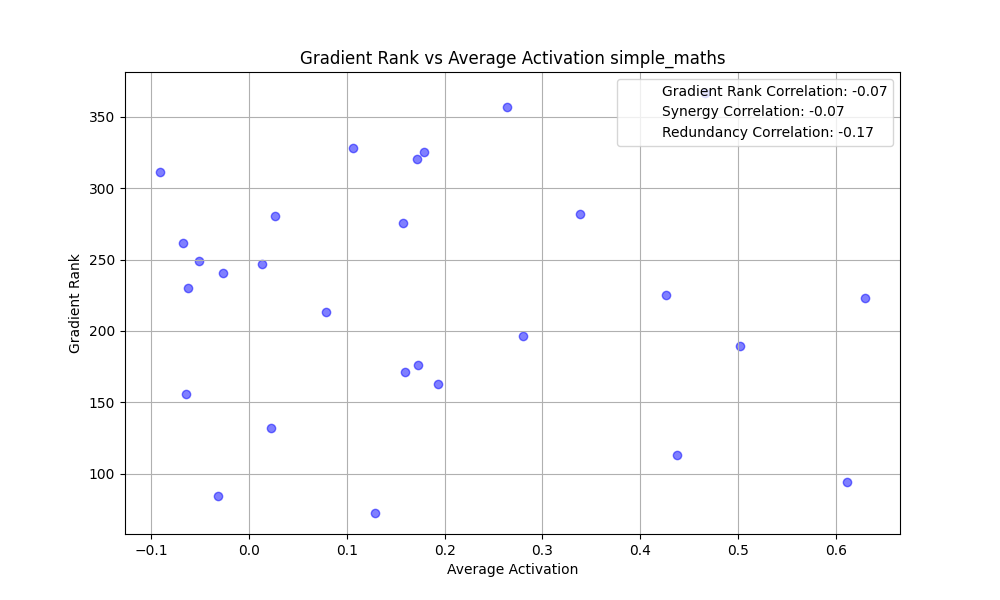 Gradient Rank vs Average Activation simple_maths
Gradient Rank Correlation: -0.07
Synergy Correlation: -0.07
Redundancy Correlation: -0.17
Gradient Rank
350
300
250
200
150
100
−0.1
0.0
0.1
0.2
0.3
0.4
0.5
0.6
Average Activation